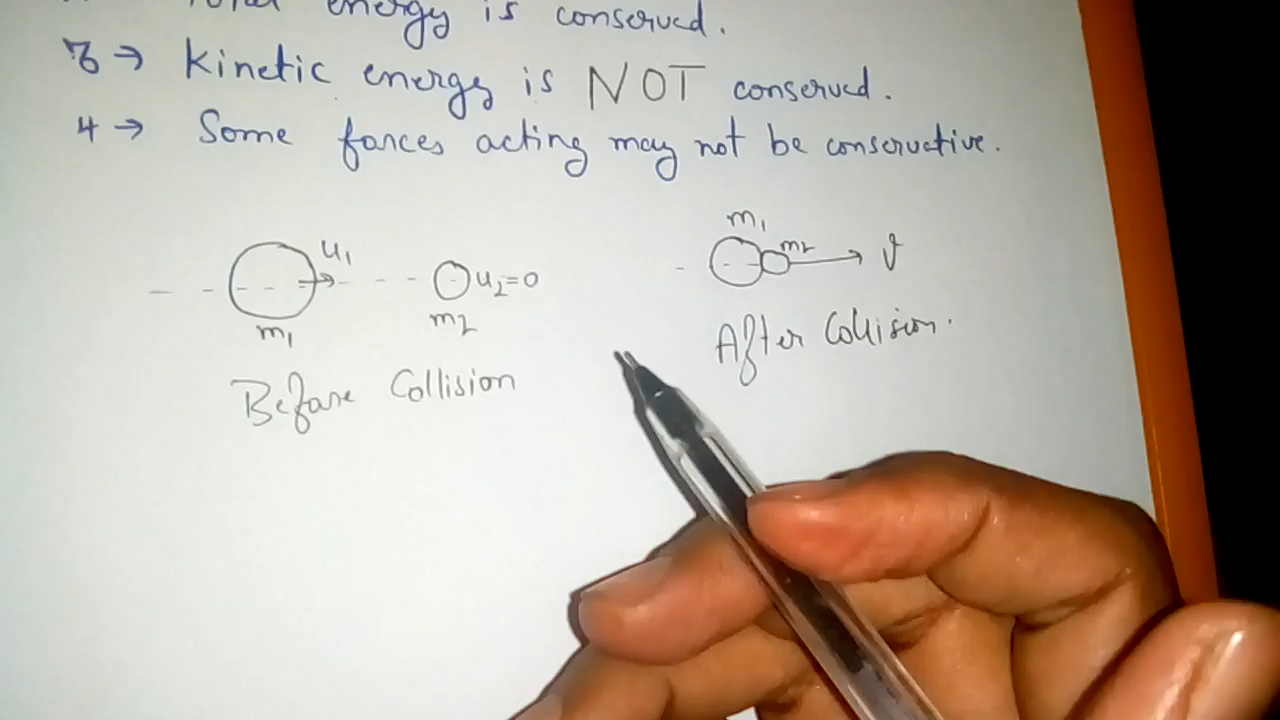 Total energy is conserved.
3 → Kinetic energy is NOT conserved.
4 → Some forces acting may not be conservative.
m₁ u₁
m₂ u₂=0
Before Collision
m₁ m₂ v
After Collision.